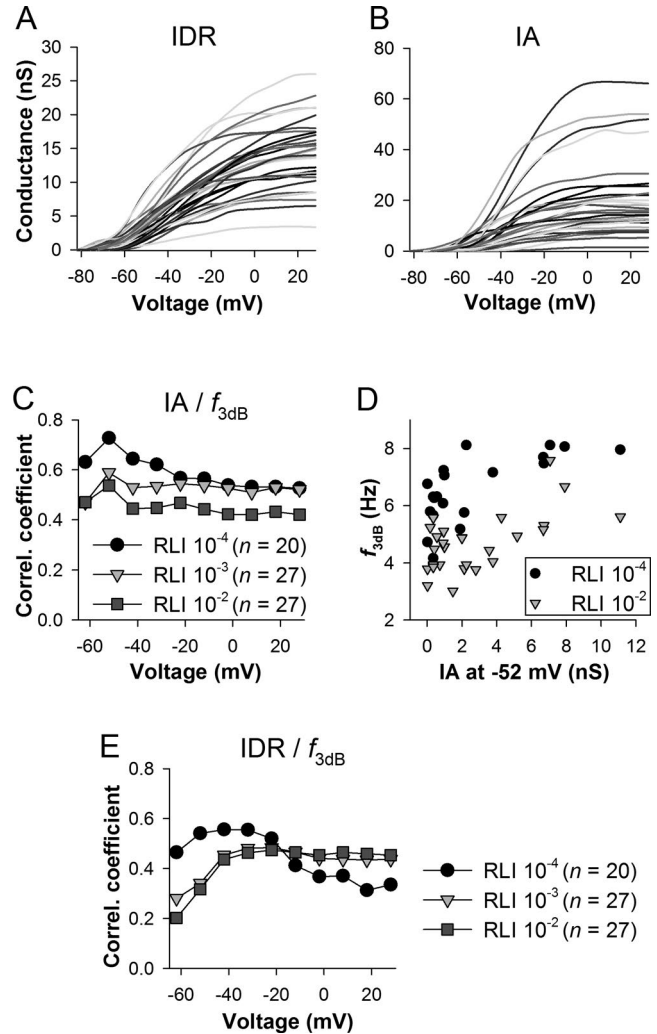 A
IDR
Conductance (nS)
30
25
20
15
10
5
0
-80 -60 -40 -20 0 20
Voltage (mV)
B
IA
80
60
40
20
0
-80 -60 -40 -20 0 20
Voltage (mV)
C
IA / f3dB
Correl. coefficient
0.8
0.6
0.4
0.2
0.0
RLI 10-4 (n = 20)
RLI 10-3 (n = 27)
RLI 10-2 (n = 27)
-60 -40 -20 0 20
Voltage (mV)
D
f3dB (Hz)
8
6
4
2
RLI 10-4
RLI 10-2
0 2 4 6 8 10 12
IA at -52 mV (nS)
E
IDR / f3dB
Correl. coefficient
0.8
0.6
0.4
0.2
0.0
-60 -40 -20 0 20
Voltage (mV)
RLI 10-4 (n = 20)
RLI 10-3 (n = 27)
RLI 10-2 (n = 27)